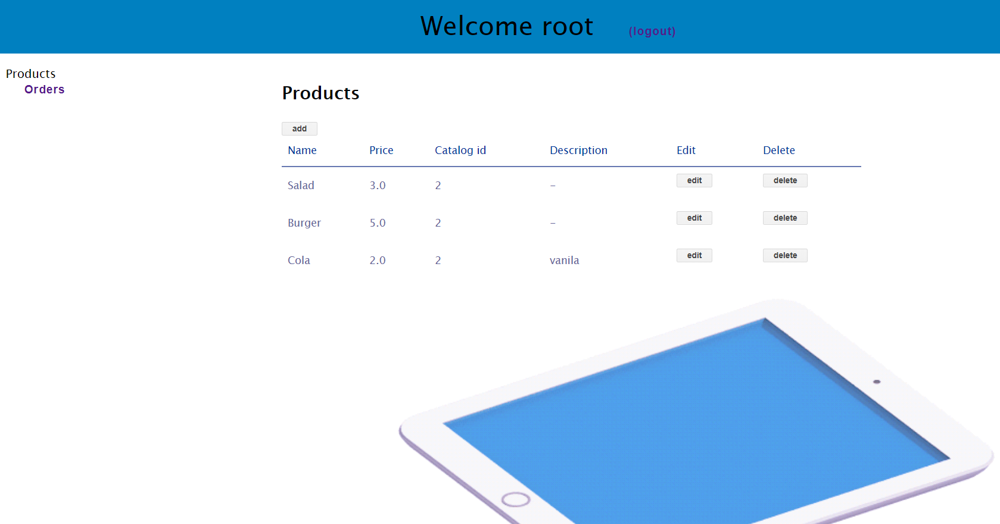 Welcome root (logout)
Products
Orders
Products
add
Name Price Catalog id Description Edit Delete
Salad 3.0 2 - edit delete
Burger 5.0 2 - edit delete
Cola 2.0 2 vanila edit delete